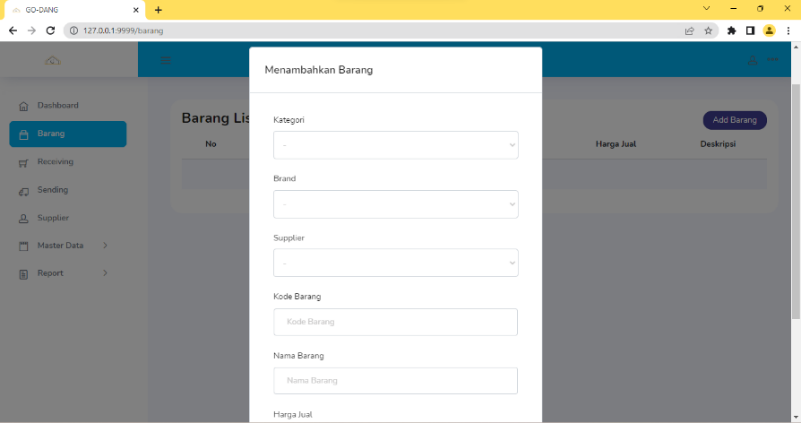 GO-DANG
127.0.0.1:9999/barang
Menambahkan Barang
Dashboard
Barang
Receiving
Sending
Supplier
Master Data
Report
Barang Lis
Add Barang
No
Harga Jual
Deskripsi
Kategori
-
Brand
-
Supplier
-
Kode Barang
Kode Barang
Nama Barang
Nama Barang
Harga Jual